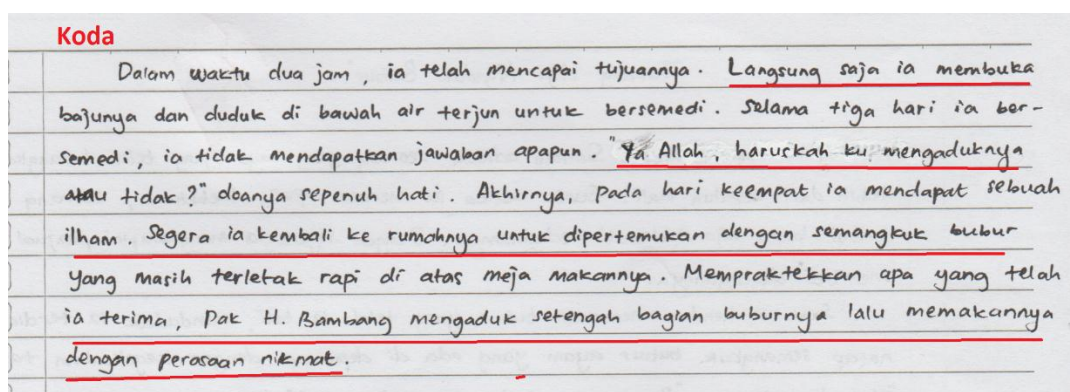 Koda
Dalam waktu dua jam, ia telah mencapai tujuannya. Langsung saja ia membuka
bajunya dan duduk di bawah air terjun untuk bersemedi. Selama tiga hari ia ber-
semedi, ia tidak mendapatkan jawaban apapun. "Ya Allah, haruskah ku mengaduknya
atau tidak?" doanya sepenuh hati. Akhirnya, pada hari keempat ia mendapat sebuah
ilham Segera ia kembali ke rumahnya untuk dipertemukan dengan semangkuk bubur
yang masih terletak rapi di atas meja makannya. Mempraktekkan apa yang telah
ia terima, Pak H. Bambang mengaduk setengah bagian buburnya lalu memakannya
dengan perasaan nikmat.